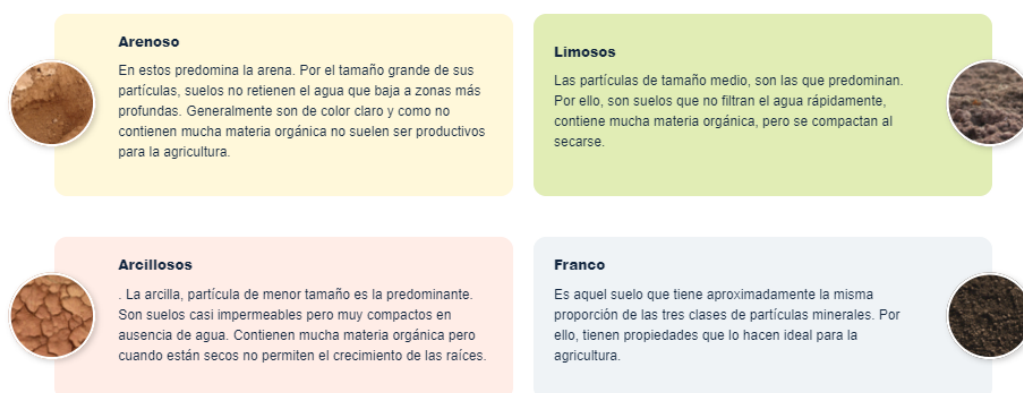 Arenoso
En estos predomina la arena. Por el tamaño grande de sus
partículas, suelos no retienen el agua que baja a zonas más
profundas. Generalmente son de color claro y como no
contienen mucha materia orgánica no suelen ser productivos
para la agricultura.
Limosos
Las partículas de tamaño medio, son las que predominan.
Por ello, son suelos que no filtran el agua rápidamente,
contiene mucha materia orgánica, pero se compactan al
secarse.
Arcillosos
. La arcilla, partícula de menor tamaño es la predominante.
Son suelos casi impermeables pero muy compactos en
ausencia de agua. Contienen mucha materia orgánica pero
cuando están secos no permiten el crecimiento de las raíces.
Franco
Es aquel suelo que tiene aproximadamente la misma
proporción de las tres clases de partículas minerales. Por
ello, tienen propiedades que lo hacen ideal para la
agricultura.